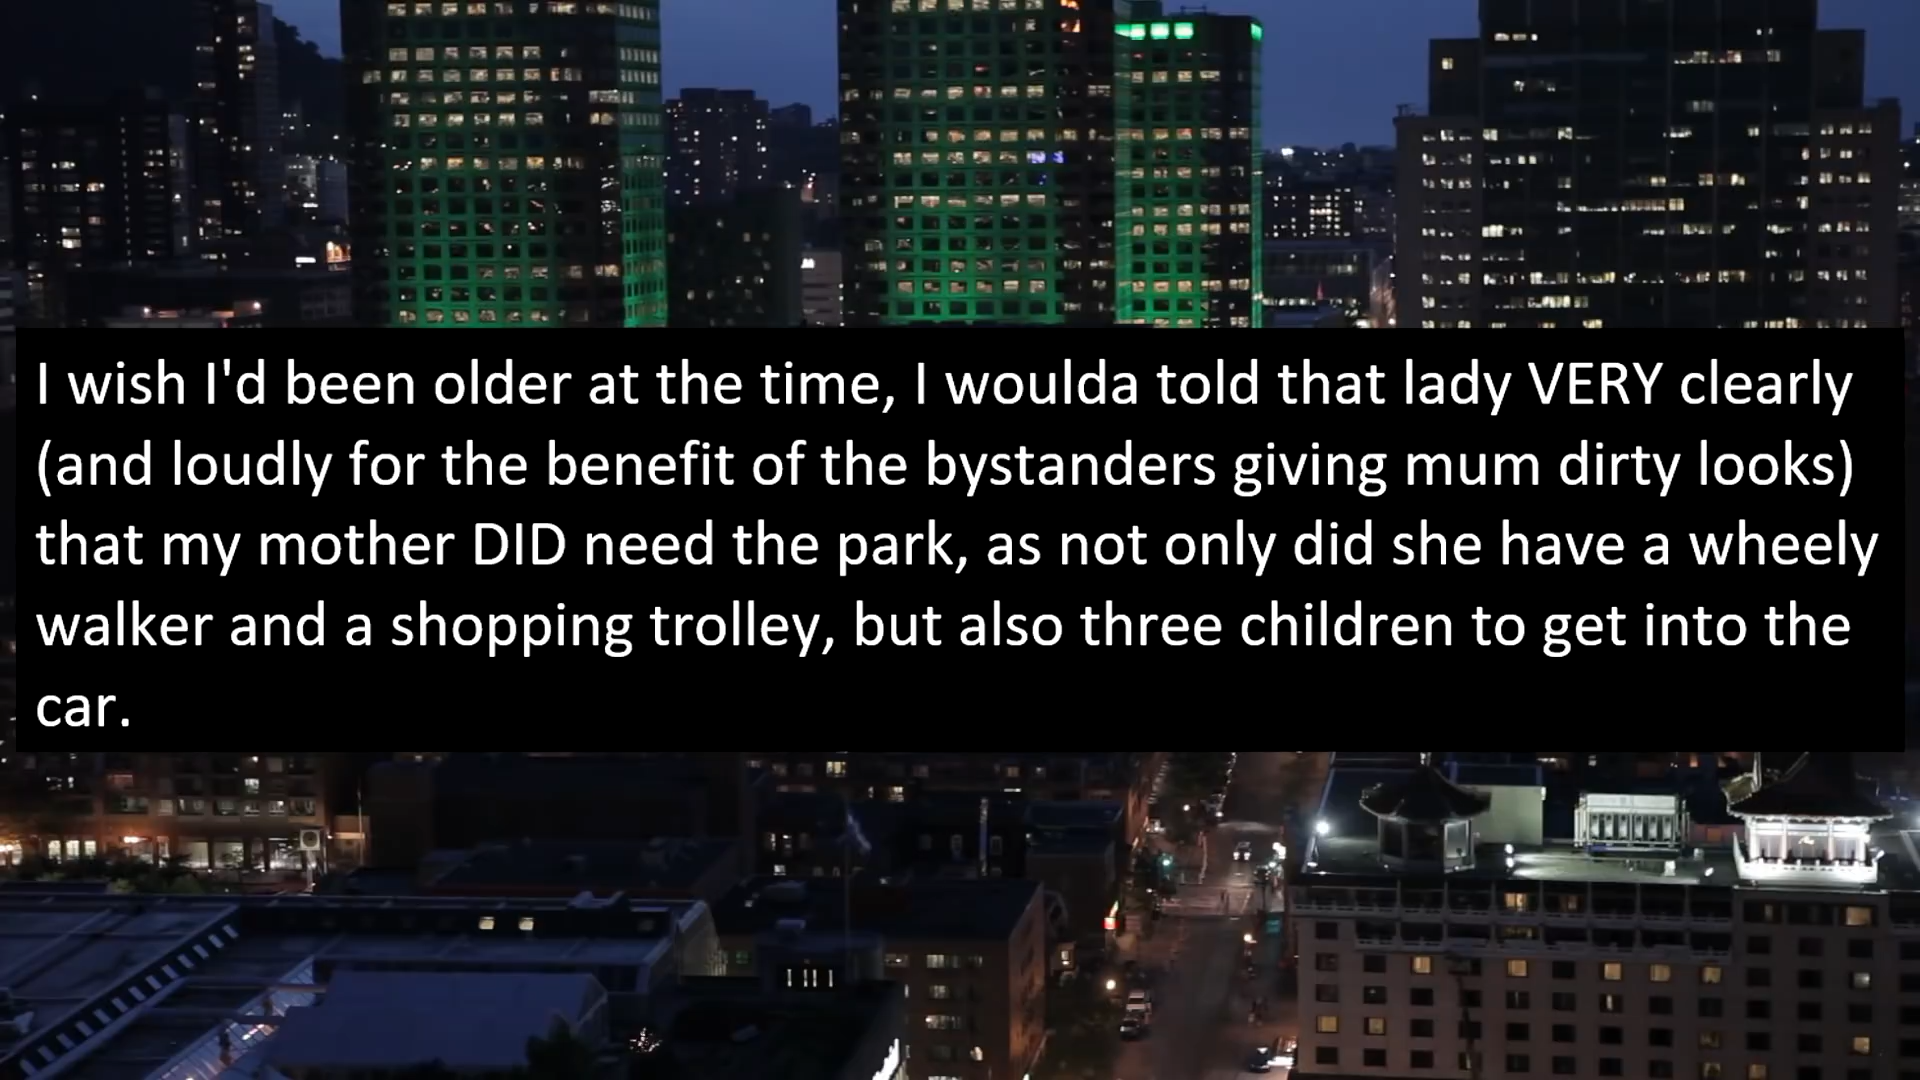 I wish I'd been older at the time, I woulda told that lady VERY clearly
(and loudly for the benefit of the bystanders giving mum dirty looks)
that my mother DID need the park, as not only did she have a wheely
walker and a shopping trolley, but also three children to get into the
car.